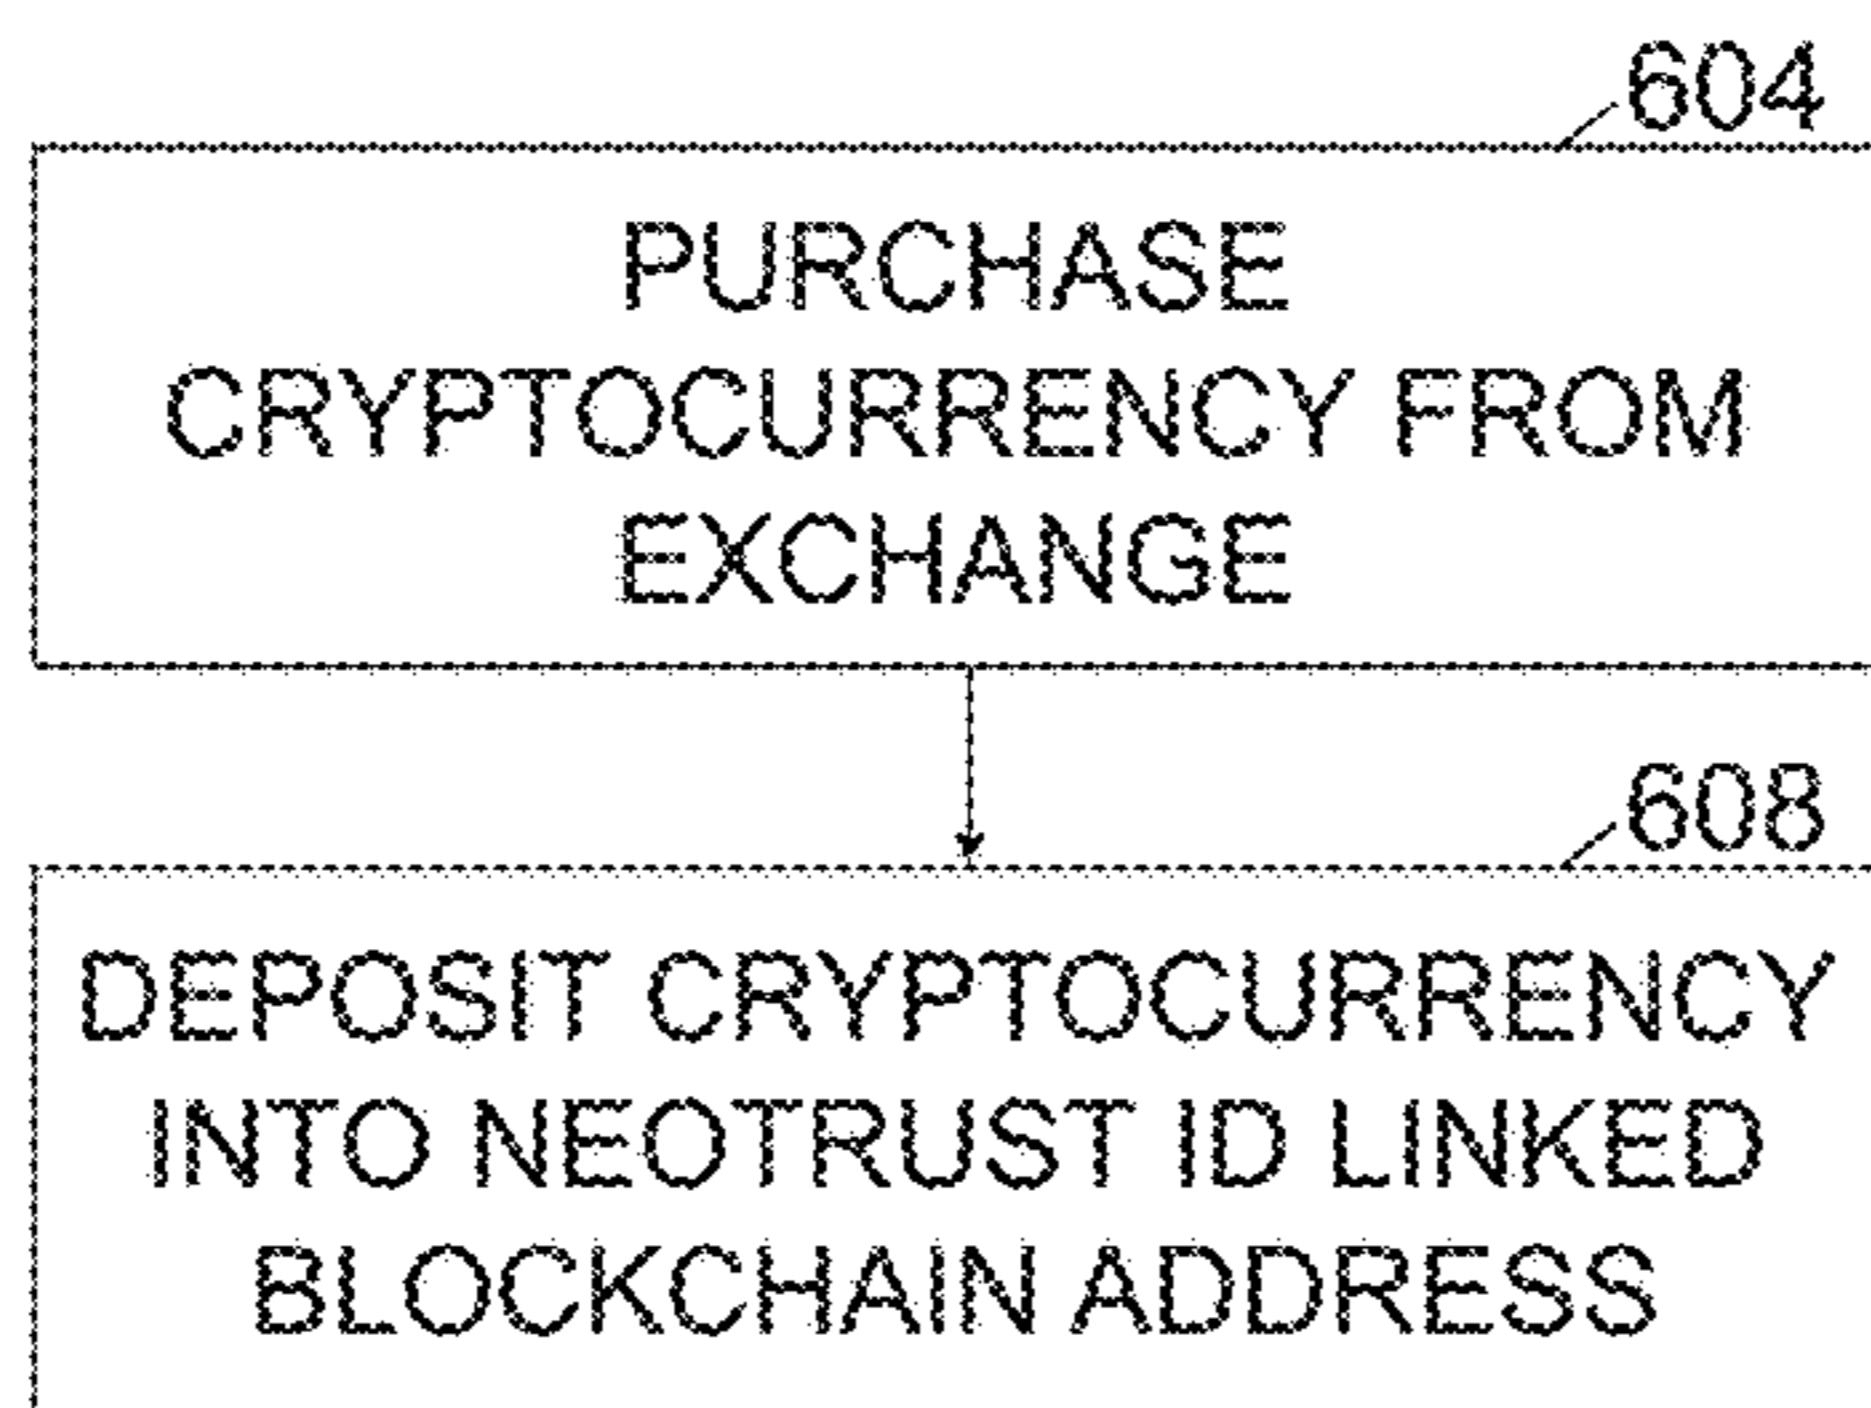 604
PURCHASE
CRYPTOCURRENCY FROM
EXCHANGE
608
DEPOSIT CRYPTOCURRENCY
INTO NEOTRUST ID LINKED
BLOCKCHAIN ADDRESS